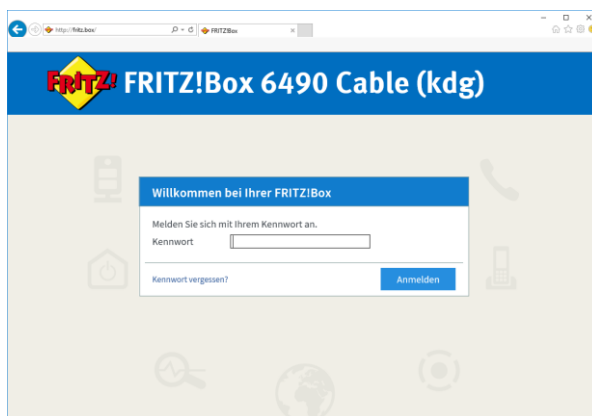 http://fritz.box/
FRITZ!Box
FRITZ! FRITZ!Box 6490 Cable (kdg)
Willkommen bei Ihrer FRITZ!Box
Melden Sie sich mit Ihrem Kennwort an.
Kennwort
Kennwort vergessen?
Anmelden